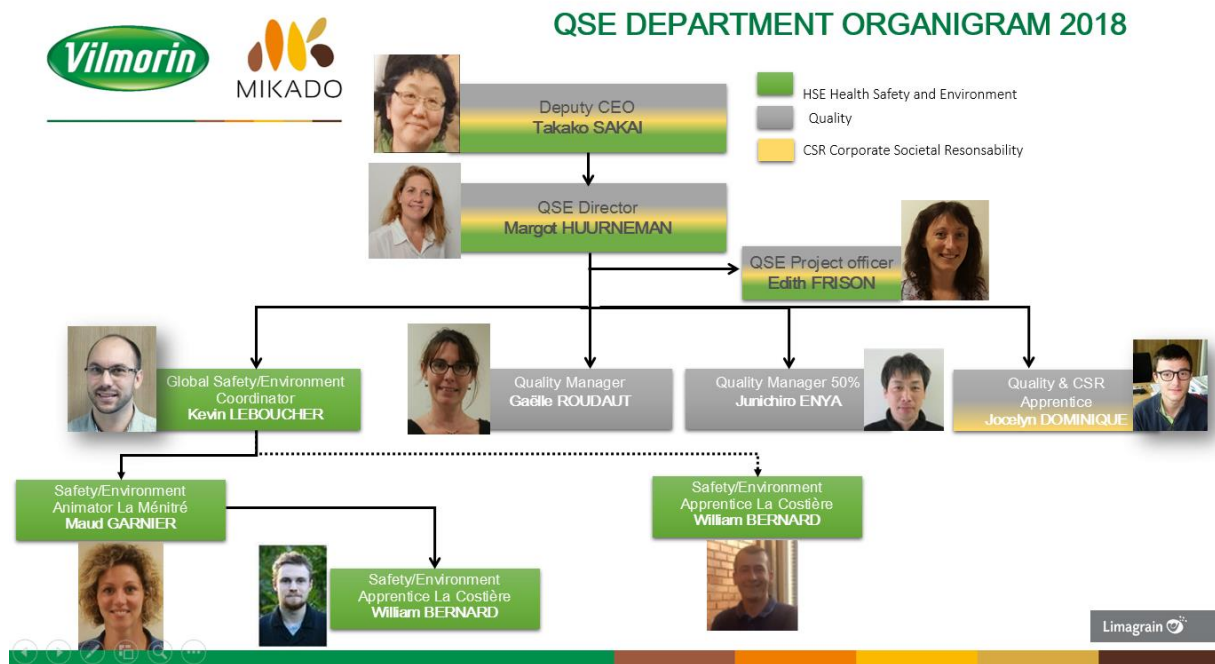 QSE DEPARTMENT ORGANIGRAM 2018
Vilmorin
MIKADO
HSE Health Safety and Environment
Quality
CSR Corporate Societal Resonsability
Deputy CEO
Takako SAKAI
QSE Director
Margot HUURNEMAN
QSE Project officer
Edith FRISON
Global Safety/Environment
Coordinator
Kevin LEBOUCHER
Quality Manager
Gaëlle ROUDAUT
Quality Manager 50%
Junichiro ENYA
Quality & CSR
Apprentice
Jocelyn DOMINIQUE
Safety/Environment
Animator La Ménitré
Maud GARNIER
Safety/Environment
Apprentice La Costière
William BERNARD
Safety/Environment
Apprentice La Costière
William BERNARD
Limagrain